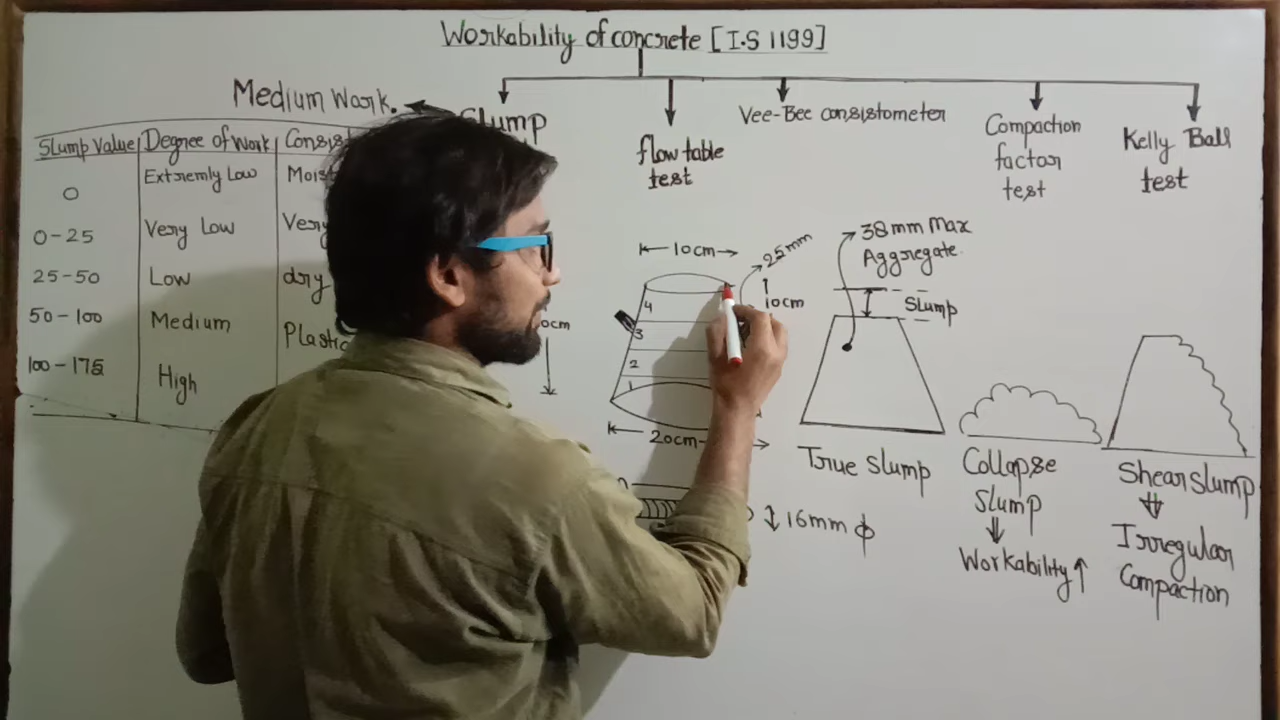 Workability of concrete [I.S 1199]
Medium Work.
Slump
flow table
test
Vee-Bee consistometer
Compaction
factor
test
Kelly Ball
test
Slump Value Degree of Work
0 Extremly Low
0-25 Very Low Very
25-50 Low dry
50-100 Medium
100-175 High
10cm
25mm
10cm
4
3
2
1
20cm
16mm ϕ
38mm Max
Aggregate.
Slump
True Slump
Collapse
Slump
Workability ↑
Shear slump
Irregular
Compaction